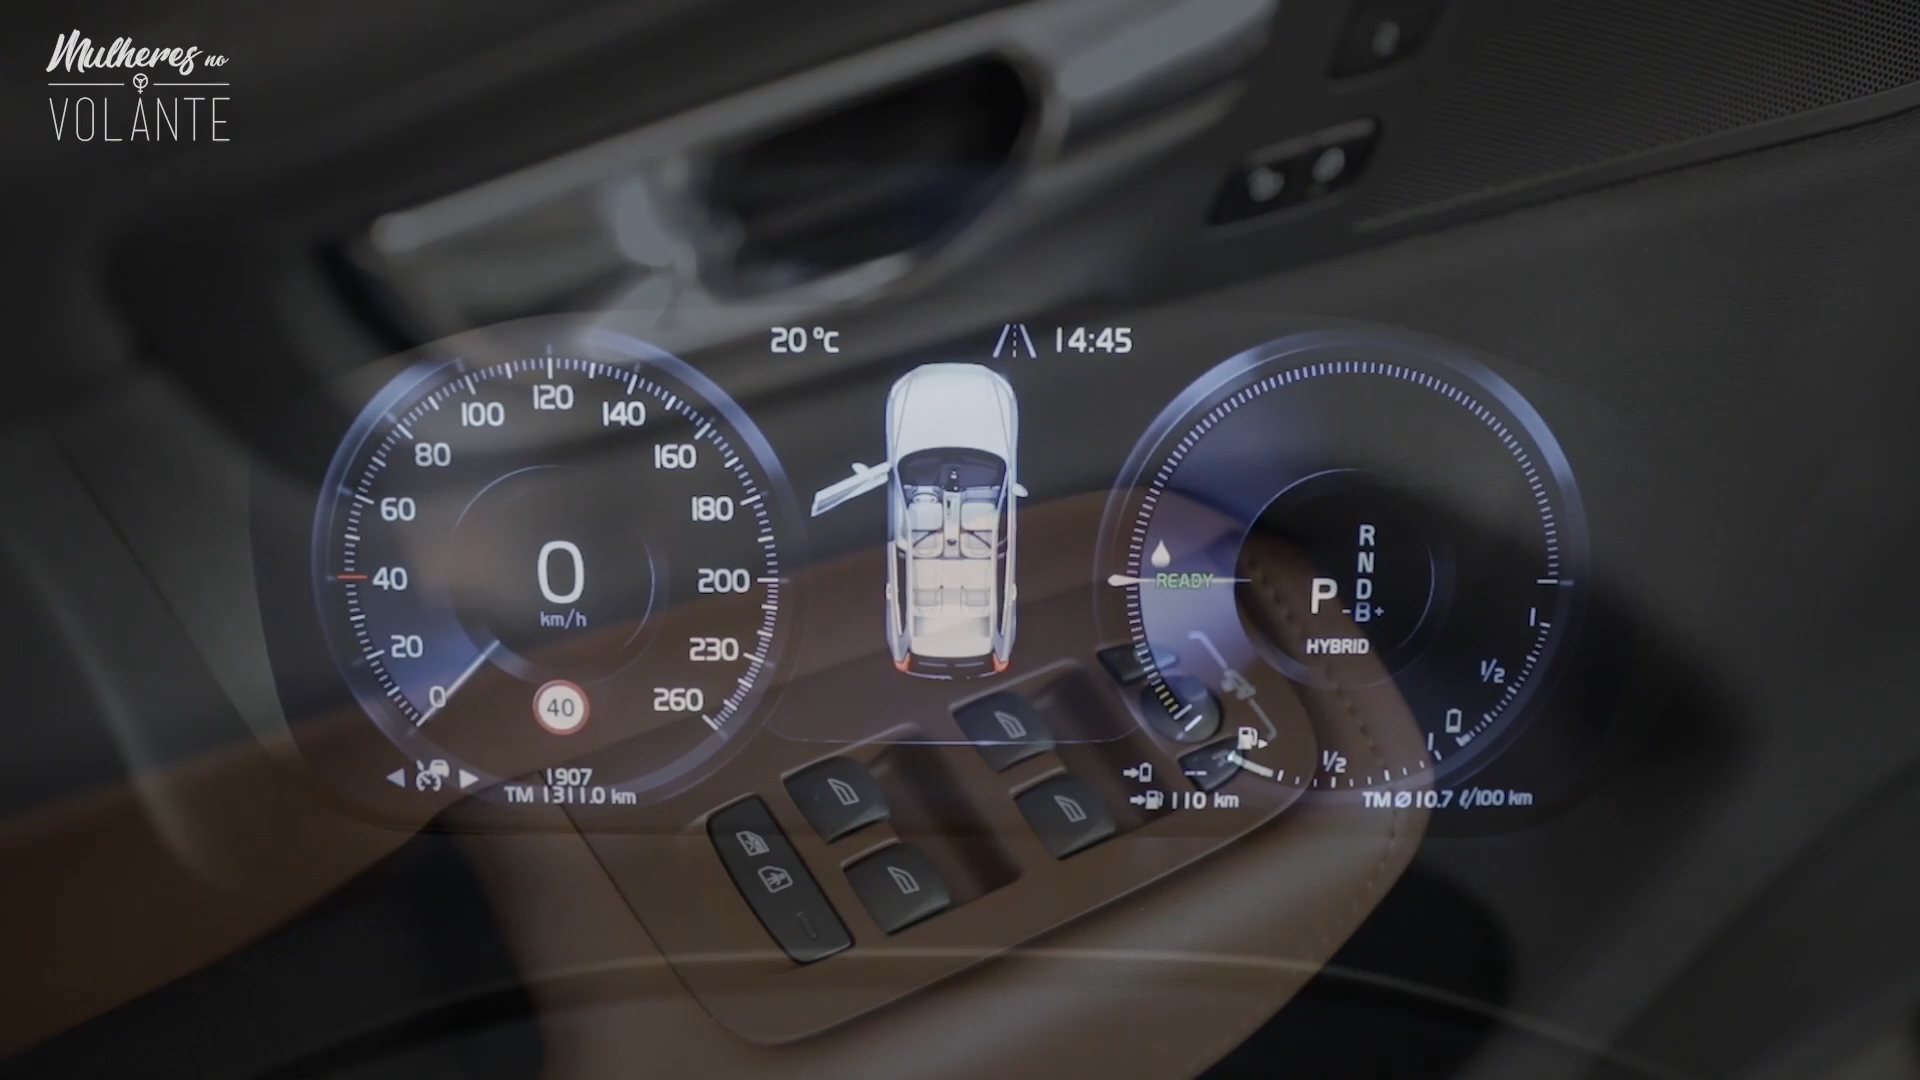 Mulheres no
VOLANTE
20 °C
14:45
120
100
140
80
160
60
180
0
km/h
40
200
20
230
0
260
40
1907
TM 1311.0 km
R
N
D
P
-B+
READY
HYBRID
1
1/2
1
1/2
--
110 km
TM Ø 10.7 ℓ/100 km